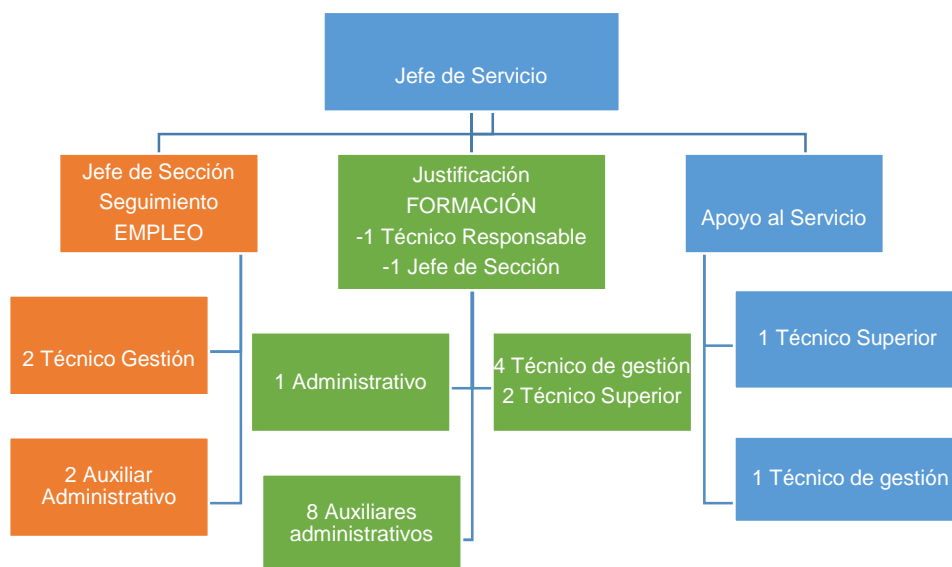 Jefe de Servicio
Jefe de Sección
Seguimiento
EMPLEO
Justificación
FORMACIÓN
-1 Técnico Responsable
-1 Jefe de Sección
Apoyo al Servicio
2 Técnico Gestión
1 Administrativo
4 Técnico de gestión
2 Técnico Superior
1 Técnico Superior
2 Auxiliar
Administrativo
8 Auxiliares
administrativos
1 Técnico de gestión